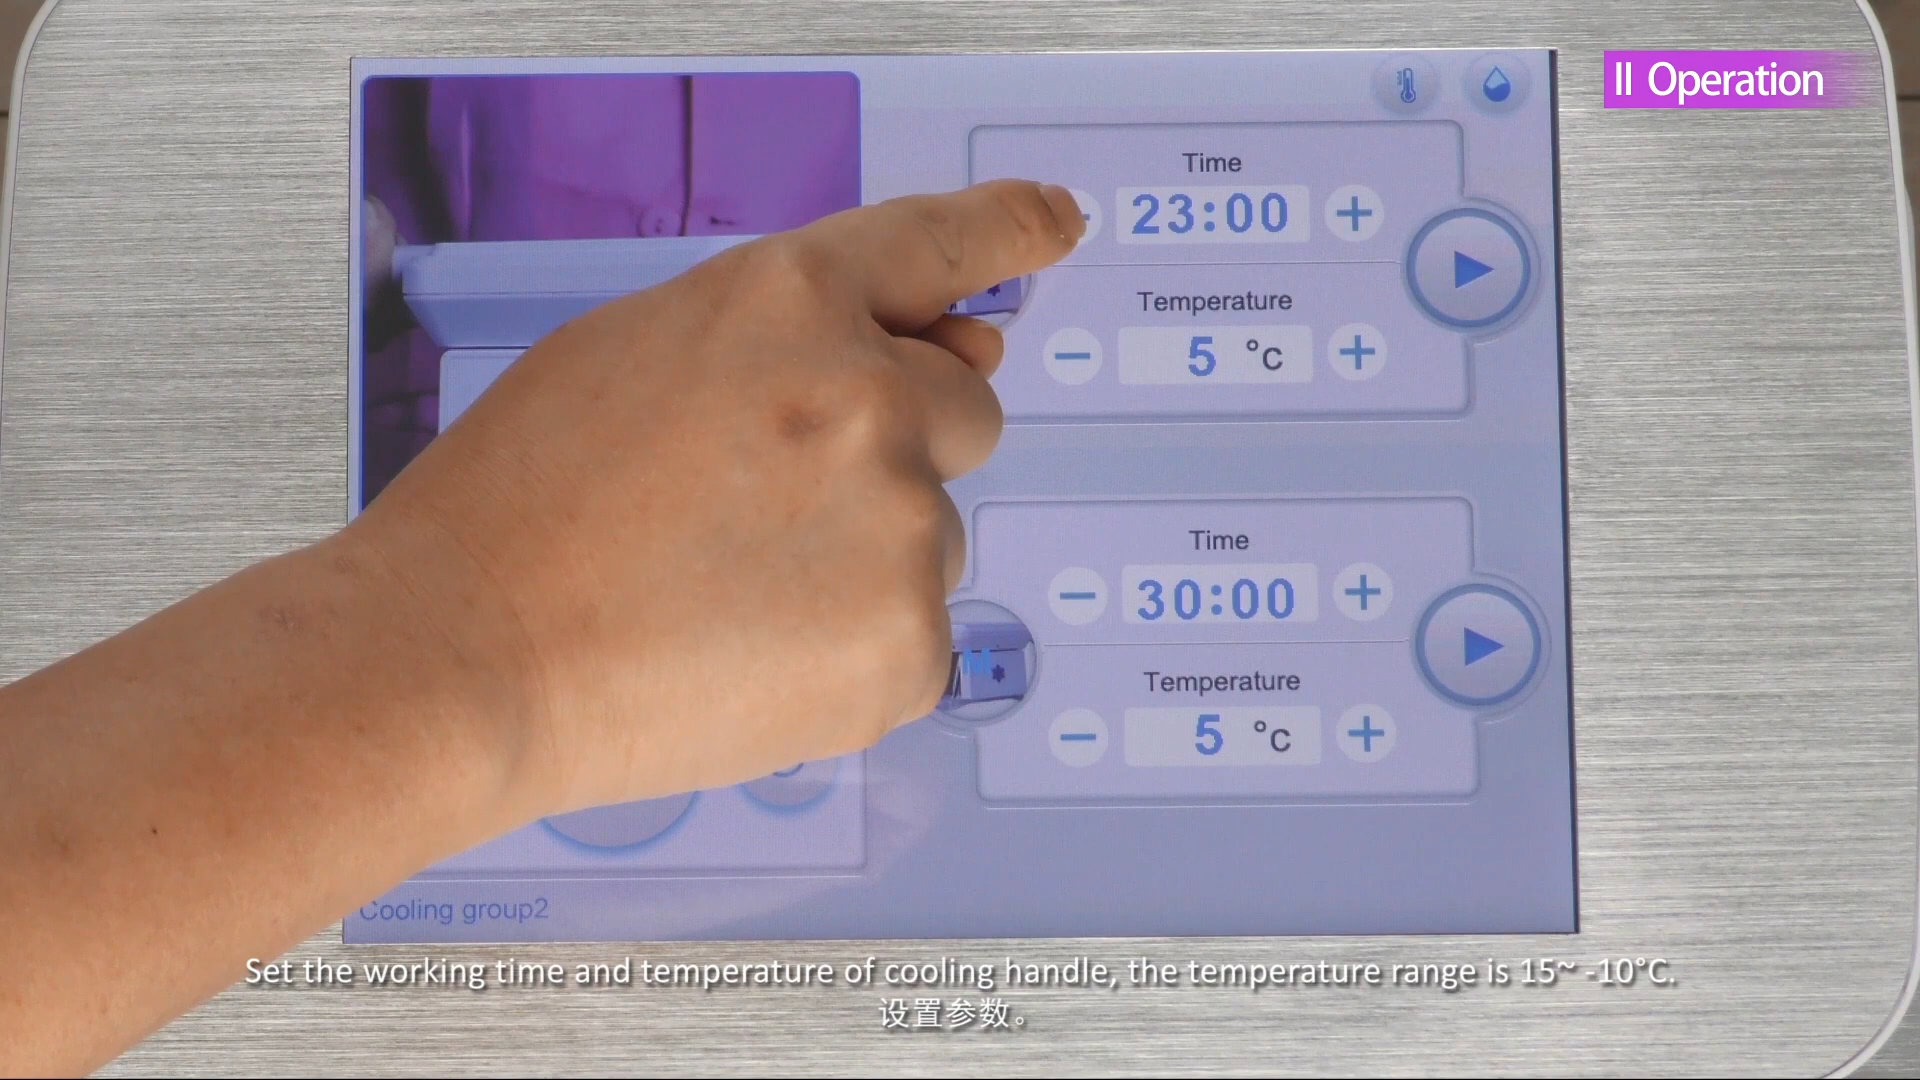 II Operation
Time
23:00
Temperature
5 °C
Time
30:00
Temperature
5 °C
Cooling group2
Set the working time and temperature of cooling handle, the temperature range is 15~ -10°C.
设置参数。